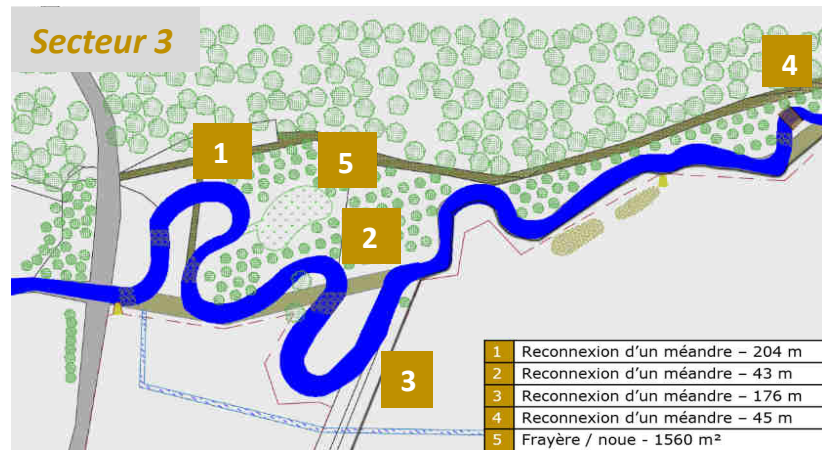 Secteur 3
4
1
5
2
3
1 Reconnexion d’un méandre – 204 m
2 Reconnexion d’un méandre – 43 m
3 Reconnexion d’un méandre – 176 m
4 Reconnexion d’un méandre – 45 m
5 Frayère / noue - 1560 m²